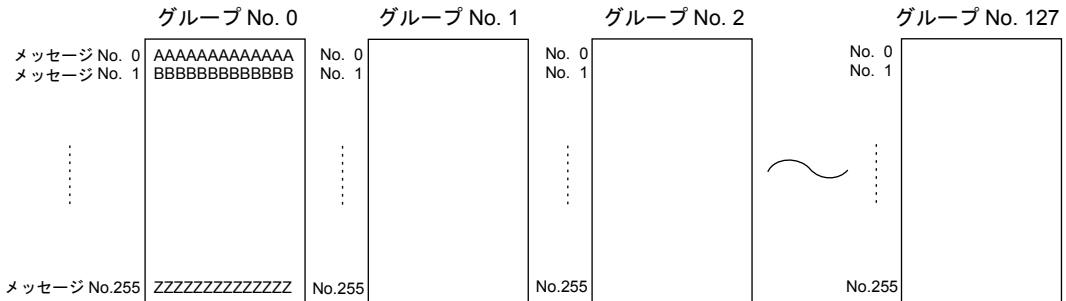 グループ No. 0 グループ No. 1 グループ No. 2 グループ No. 127
メッセージ No. 0 AAAAAAAAAAAAA No. 0 No. 0 No. 0
メッセージ No. 1 BBBBBBBBBBBBB No. 1 No. 1 No. 1
メッセージ No.255 ZZZZZZZZZZZZZZ No.255 No.255 No.255